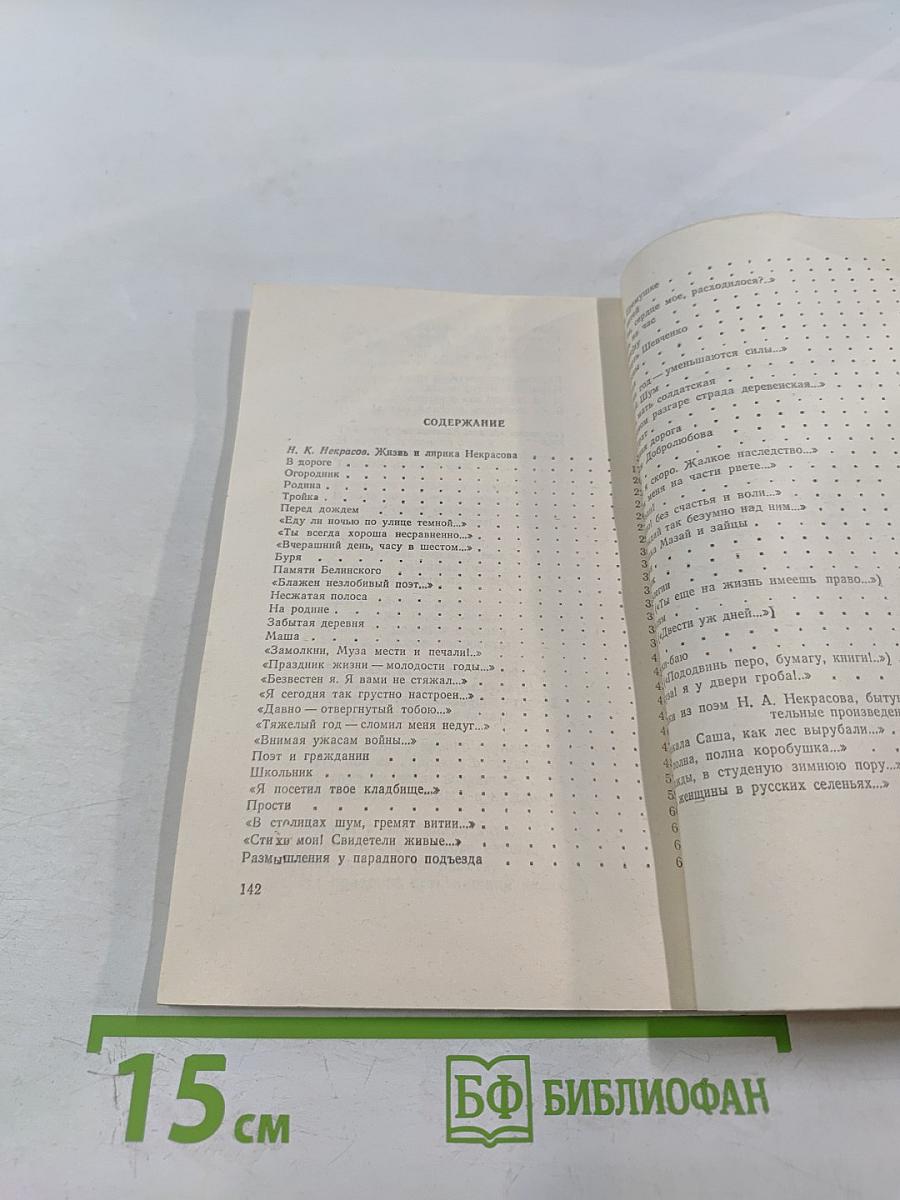 СОДЕРЖАНИЕ
Н. К. Некрасов. Жизнь и лирика Некрасова
В дороге
Огородник
Родина
Тройка
Перед дождем
«Еду ли ночью по улице темной...»
«Ты всегда хороша несравненно...»
«Вчерашний день, часу в шестом...»
Буря
Памяти Белинского
«Блажен незлобивый поэт...»
Несжатая полоса
На родине
Забытая деревня
Маша
«Замолкни, Муза мести и печали!..»
«Праздник жизни — молодости годы...»
«Безвестен я. Я вами не стяжал...»
«Я сегодня так грустно настроен...»
«Давно — отвергнутый тобою...»
«Тяжелый год — сломил меня недуг...»
«Внимая ужасам войны...»
Поэт и гражданин
Школьник
«Я посетил твое кладбище...»
Прости
«В столицах шум, гремят витии...»
«Стихи мои! Свидетели живые...»
Размышления у парадного подъезда
142
сердце мое, расходилося?..»
час
Шевченко
год — уменьшаются силы...»
Шум
мать солдатская
разгаре страда деревенская...»
дорога
Добролюбова
скоро. Жалкое наследство...»
меня на части рвете...»
без счастья и воли...»
так безумно над ним...»
Мазай и зайцы
(«Ты еще на жизнь имеешь право...»)
«Двести уж дней...»)
баю
«Пододвинь перо, бумагу, книги!..»)
я у двери гроба!..»
из поэм Н. А. Некрасова,
тельные
Саша, как лес вырубали...»
полна коробушка...»
в студеную зимнюю пору...»
женщины в русских селеньях...»
15 см
БФ БИБЛИОФАН